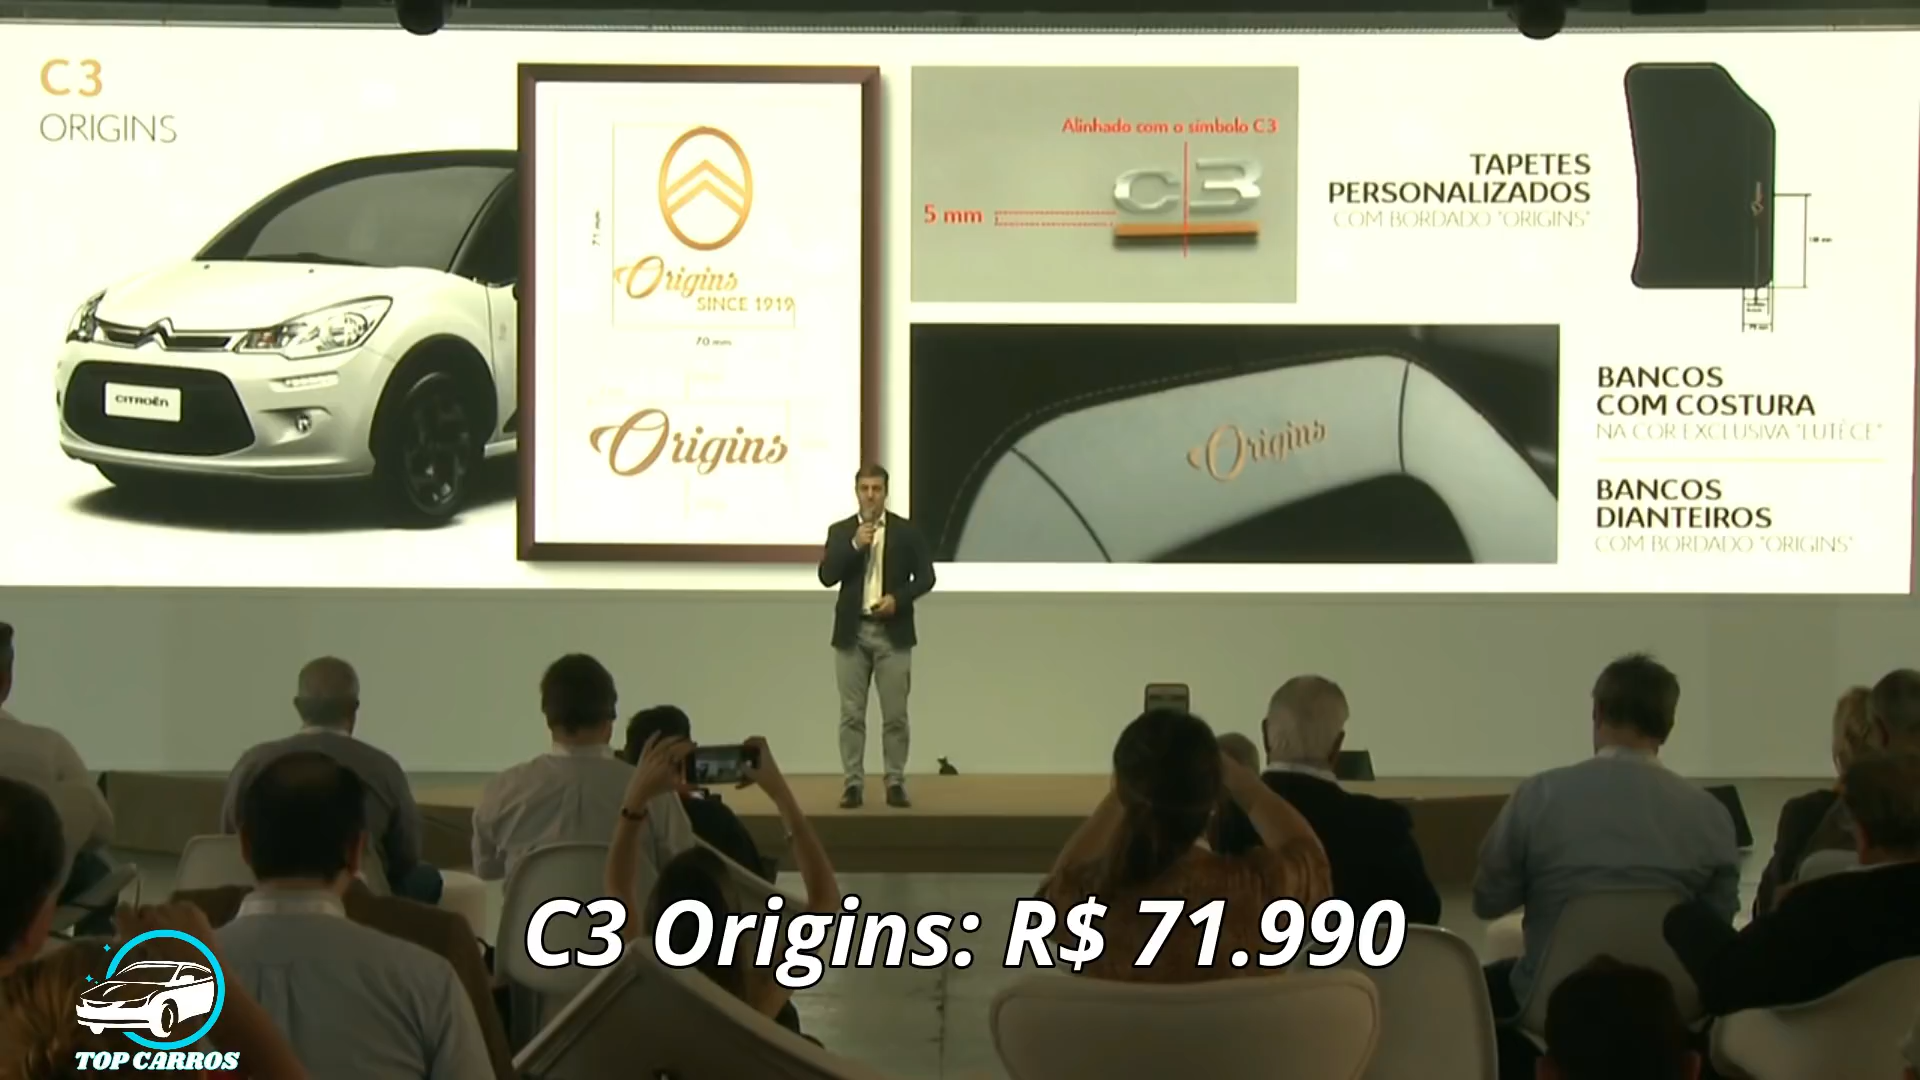 C3
ORIGINS
CITROËN
71 mm
Origins
SINCE 1919
70 mm
Origins
Alinhado com o símbolo C3
C3
5 mm
TAPETES
PERSONALIZADOS
COM BORDADO "ORIGINS"
Origins
BANCOS
COM COSTURA
NA COR EXCLUSIVA "LUTÈCE"
BANCOS
DIANTEIROS
COM BORDADO "ORIGINS"
C3 Origins: R$ 71.990
TOP CARROS